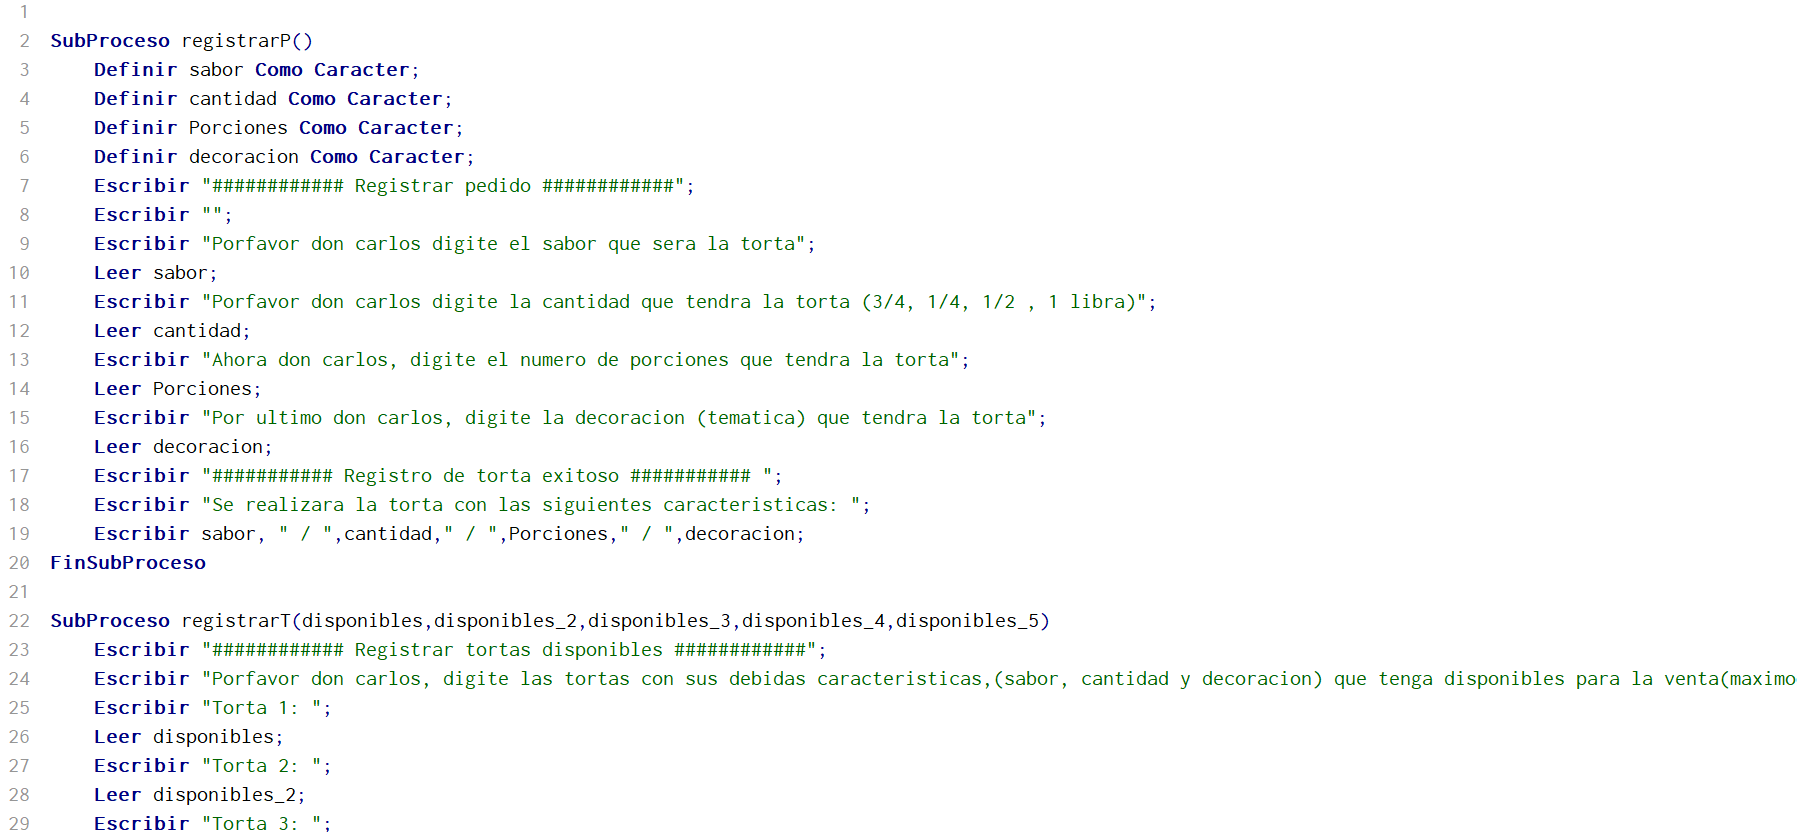 1
2 SubProceso registrarP()
3 Definir sabor Como Caracter;
4 Definir cantidad Como Caracter;
5 Definir Porciones Como Caracter;
6 Definir decoracion Como Caracter;
7 Escribir "############ Registrar pedido ############";
8 Escribir "";
9 Escribir "Porfavor don carlos digite el sabor que sera la torta";
10 Leer sabor;
11 Escribir "Porfavor don carlos digite la cantidad que tendra la torta (3/4, 1/4, 1/2 , 1 libra)";
12 Leer cantidad;
13 Escribir "Ahora don carlos, digite el numero de porciones que tendra la torta";
14 Leer Porciones;
15 Escribir "Por ultimo don carlos, digite la decoracion (tematica) que tendra la torta";
16 Leer decoracion;
17 Escribir "########### Registro de torta exitoso ########### ";
18 Escribir "Se realizara la torta con las siguientes caracteristicas: ";
19 Escribir sabor, " / ",cantidad," / ",Porciones," / ",decoracion;
20 FinSubProceso
21
22 SubProceso registrarT(disponibles,disponibles_2,disponibles_3,disponibles_4,disponibles_5)
23 Escribir "############ Registrar tortas disponibles ############";
24 Escribir "Porfavor don carlos, digite las tortas con sus debidas caracteristicas,(sabor, cantidad y decoracion) que tenga disponibles para la venta(maximo
25 Escribir "Torta 1: ";
26 Leer disponibles;
27 Escribir "Torta 2: ";
28 Leer disponibles_2;
29 Escribir "Torta 3: ";